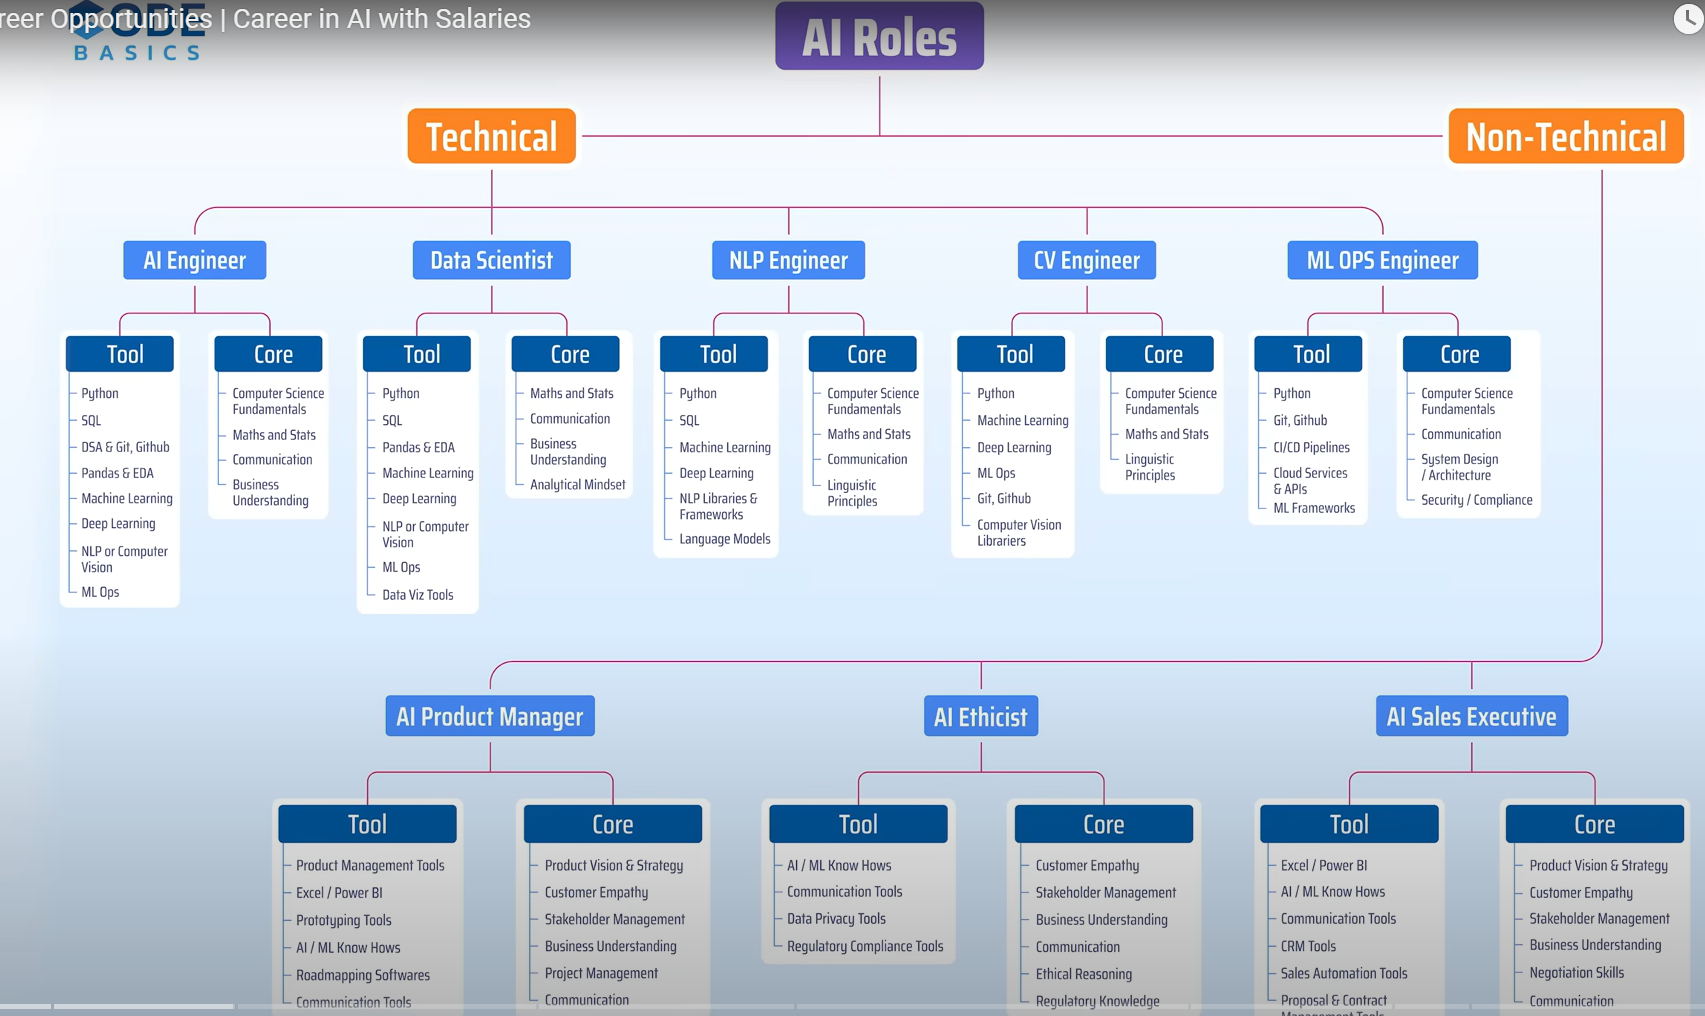 reer Opportunities | Career in AI with Salaries
CODE
BASICS
AI Roles
Technical
Non-Technical
AI Engineer
Tool
Python
SQL
DSA & Git, Github
Pandas & EDA
Machine Learning
Deep Learning
NLP or Computer
Vision
ML Ops
Core
Computer Science
Fundamentals
Maths and Stats
Communication
Business
Understanding
Data Scientist
Tool
Python
SQL
Pandas & EDA
Machine Learning
Deep Learning
NLP or Computer
Vision
ML Ops
Data Viz Tools
Core
Maths and Stats
Communication
Business
Understanding
Analytical Mindset
NLP Engineer
Tool
Python
SQL
Machine Learning
Deep Learning
NLP Libraries &
Frameworks
Language Models
Core
Computer Science
Fundamentals
Maths and Stats
Communication
Linguistic
Principles
CV Engineer
Tool
Python
Machine Learning
Deep Learning
ML Ops
Git, Github
Computer Vision
Librariers
Core
Computer Science
Fundamentals
Maths and Stats
Linguistic
Principles
ML OPS Engineer
Tool
Python
Git, Github
CI/CD Pipelines
Cloud Services
& APIs
ML Frameworks
Core
Computer Science
Fundamentals
Communication
System Design
/ Architecture
Security / Compliance
AI Product Manager
Tool
Product Management Tools
Excel / Power BI
Prototyping Tools
AI / ML Know Hows
Roadmapping Softwares
Communication Tools
Core
Product Vision & Strategy
Customer Empathy
Stakeholder Management
Business Understanding
Project Management
Communication
AI Ethicist
Tool
AI / ML Know Hows
Communication Tools
Data Privacy Tools
Regulatory Compliance Tools
Core
Customer Empathy
Stakeholder Management
Business Understanding
Communication
Ethical Reasoning
Regulatory Knowledge
AI Sales Executive
Tool
Excel / Power BI
AI / ML Know Hows
Communication Tools
CRM Tools
Sales Automation Tools
Proposal & Contract
Management Tools
Core
Product Vision & Strategy
Customer Empathy
Stakeholder Management
Business Understanding
Negotiation Skills
Communication